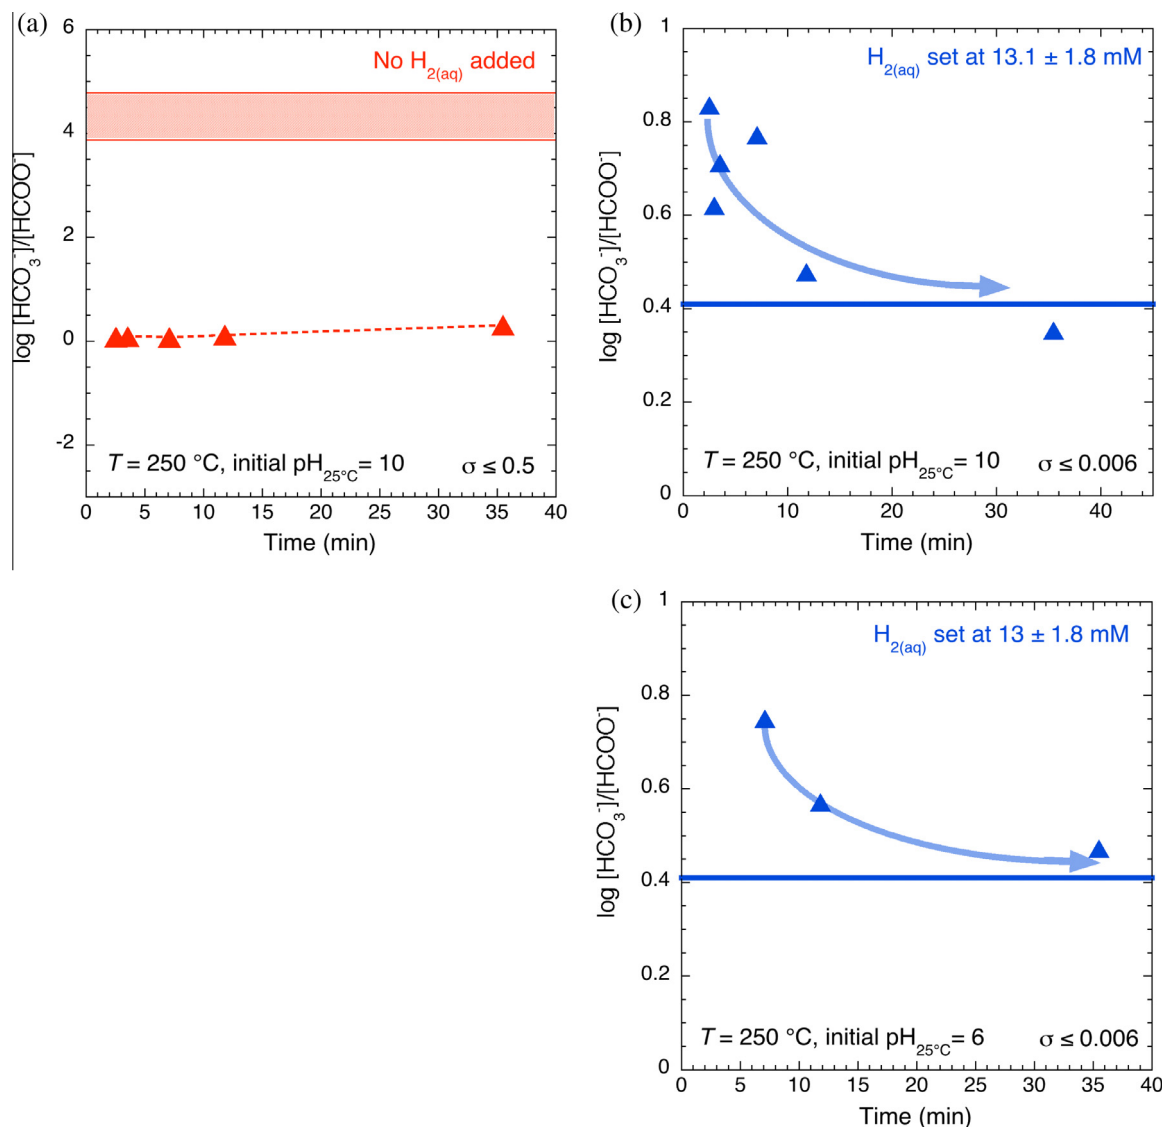 (a)
No H2(aq) added
6
4
2
0
-2
log [HCO3-]/[HCOO-]
T = 250 °C, initial pH25°C= 10
σ ≤ 0.5
0 5 10 15 20 25 30 35 40
Time (min)
(b)
H2(aq) set at 13.1 ± 1.8 mM
1
0.8
0.6
0.4
0.2
0
log [HCO3-]/[HCOO-]
T = 250 °C, initial pH25°C= 10
σ ≤ 0.006
0 10 20 30 40
Time (min)
(c)
H2(aq) set at 13 ± 1.8 mM
1
0.8
0.6
0.4
0.2
0
log [HCO3-]/[HCOO-]
T = 250 °C, initial pH25°C= 6
σ ≤ 0.006
0 5 10 15 20 25 30 35 40
Time (min)